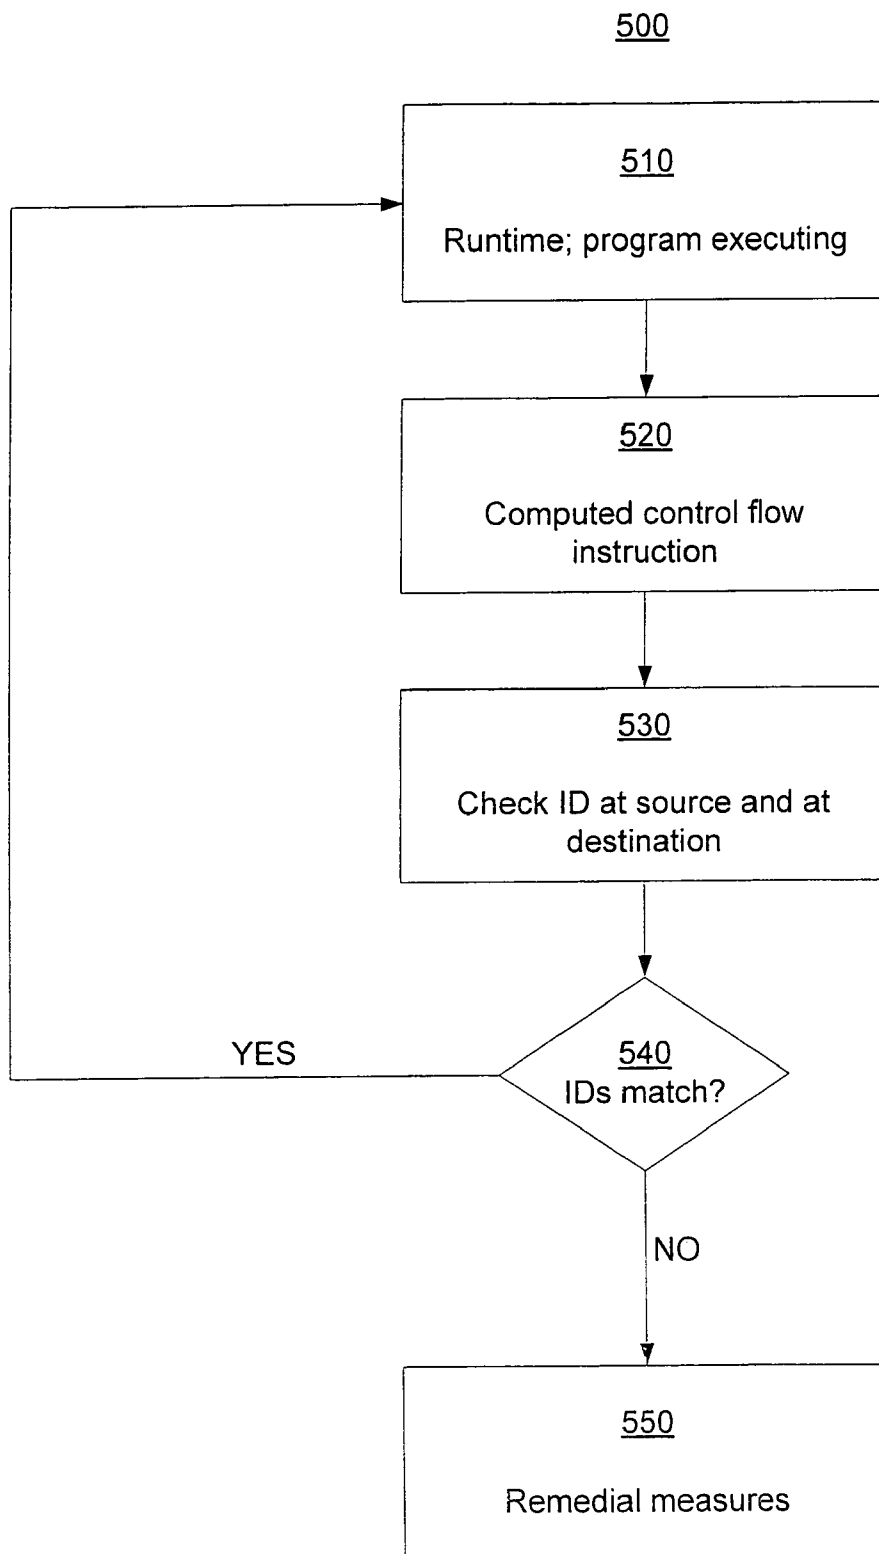 500
510
Runtime; program executing
520
Computed control flow
instruction
530
Check ID at source and at
destination
540
IDs match?
YES
NO
550
Remedial measures